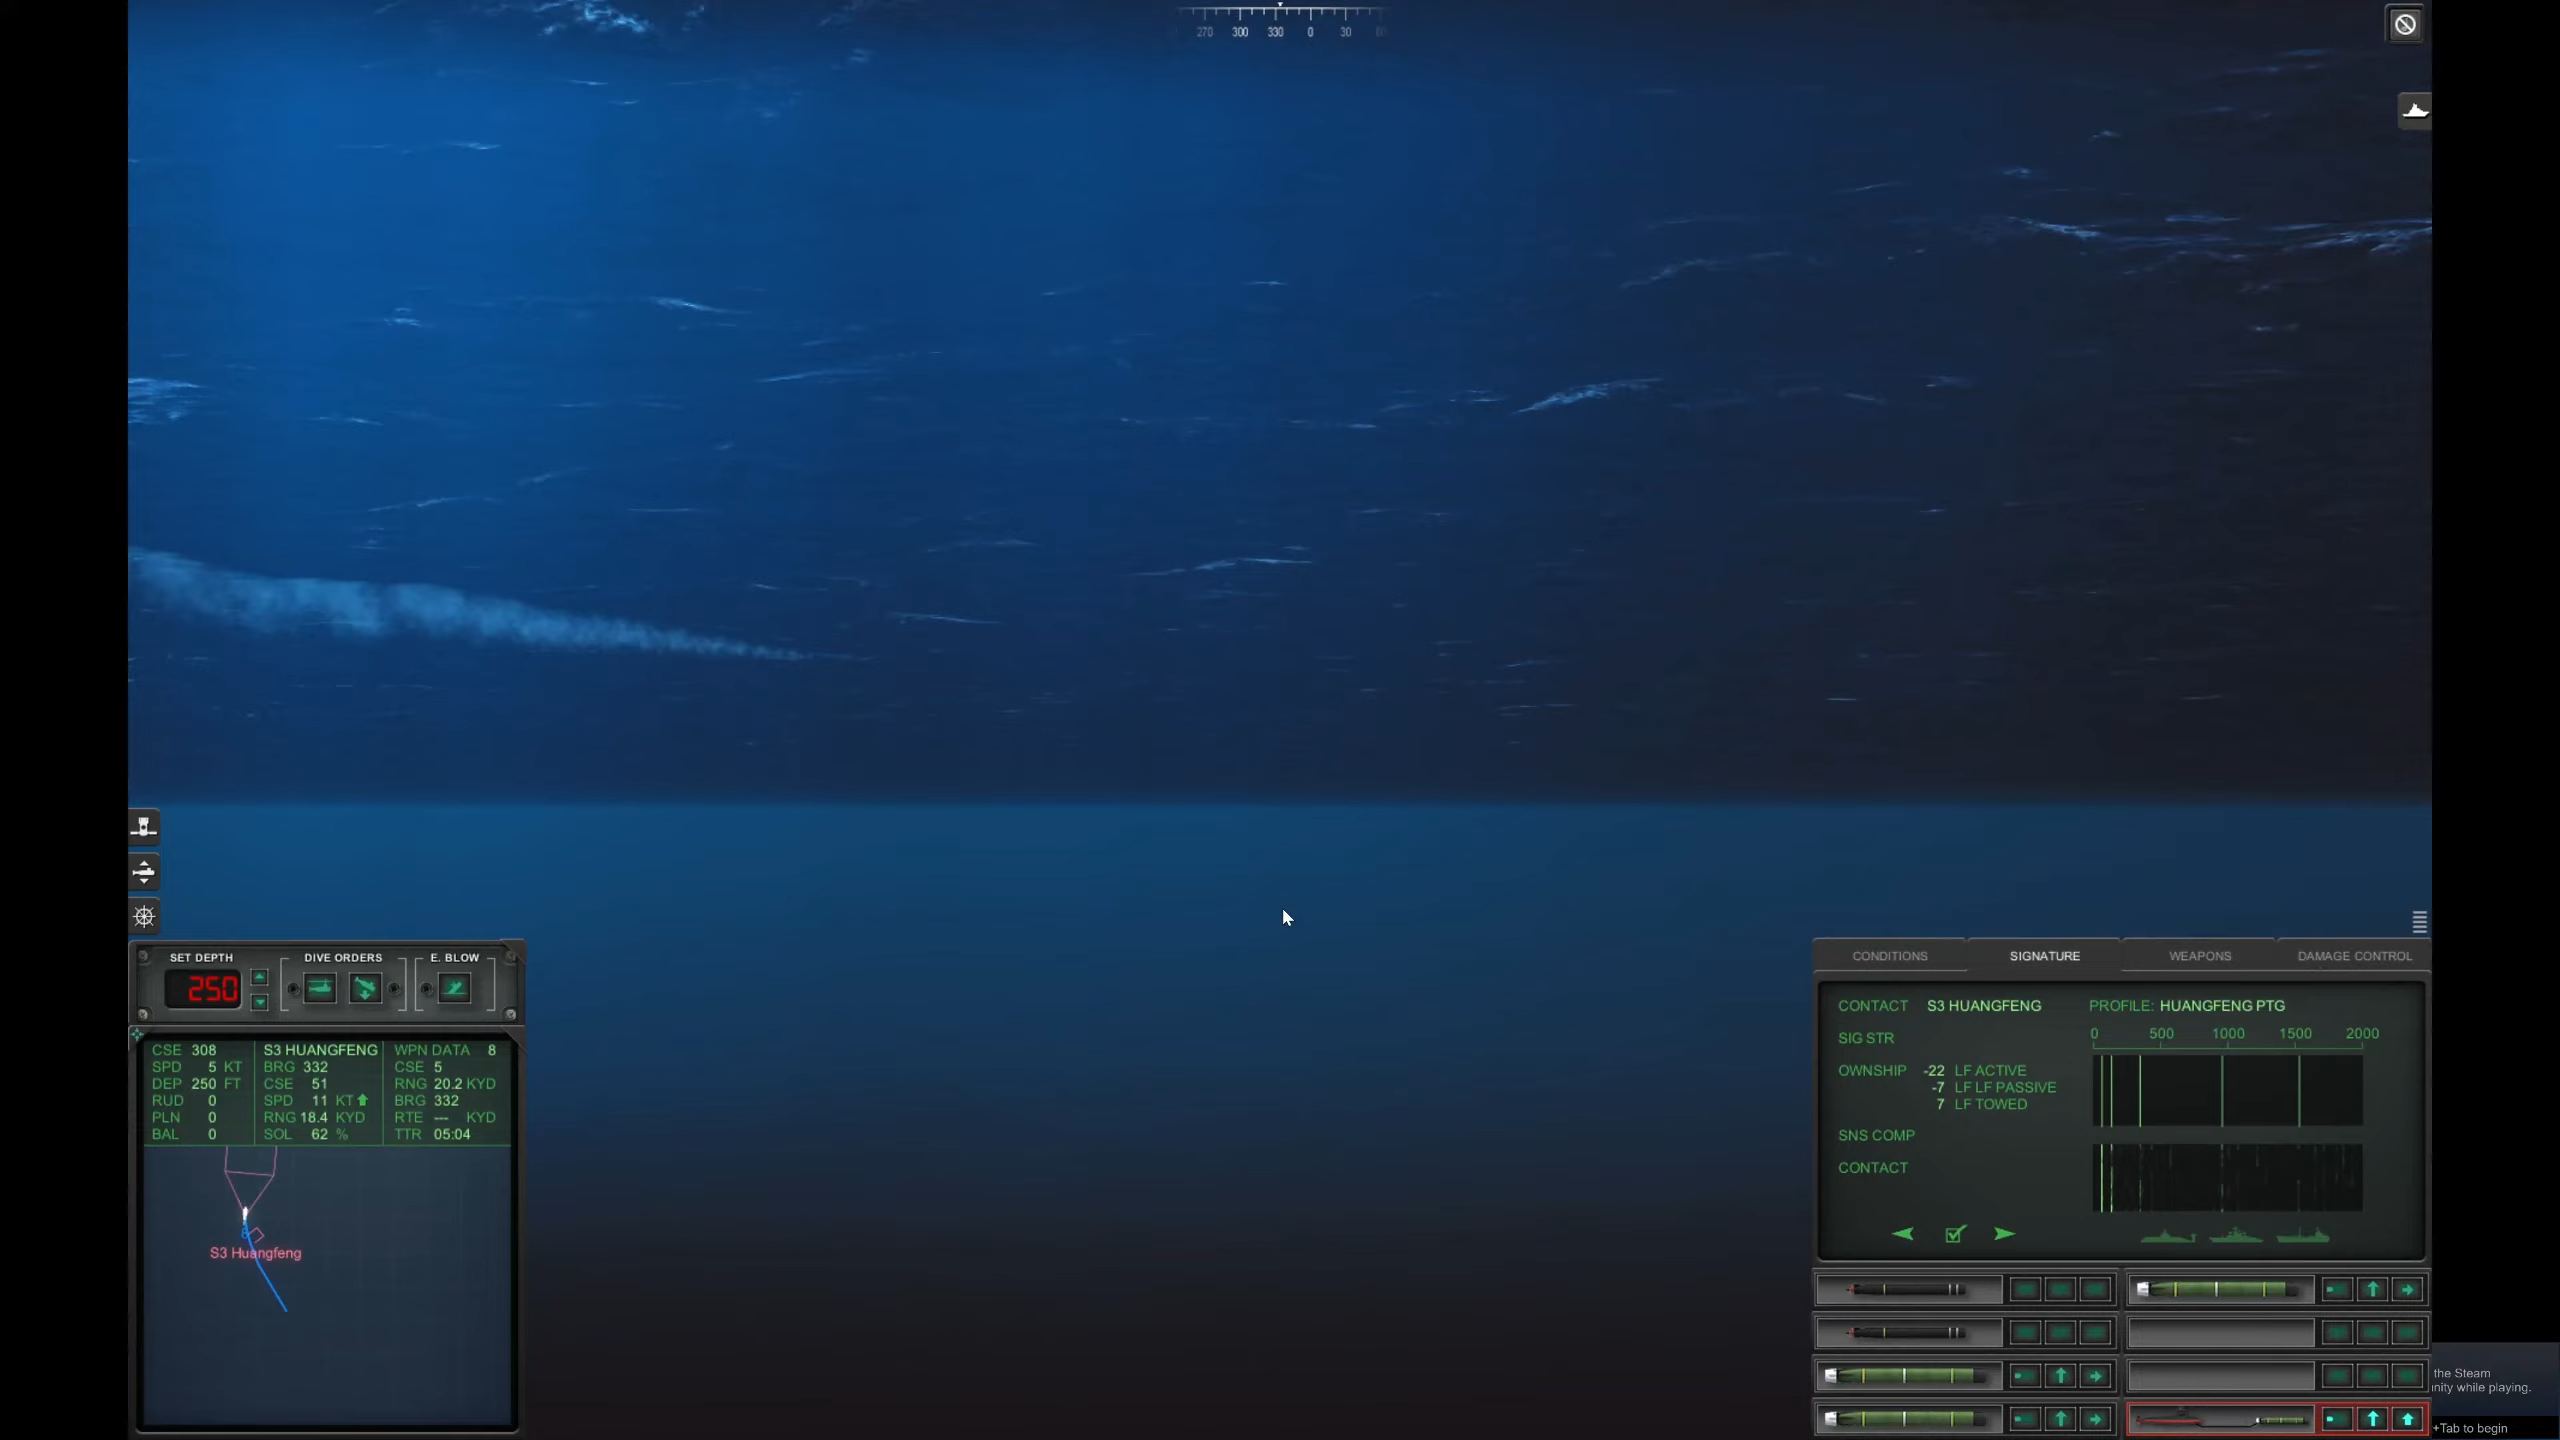 270 300 330 0 30 60
SET DEPTH DIVE ORDERS E. BLOW
250
CSE 308 S3 HUANGFENG WPN DATA 8
SPD 5 KT BRG 332 CSE 5
DEP 250 FT CSE 51 RNG 20.2 KYD
RUD 0 SPD 11 KT BRG 332
PLN 0 RNG 18.4 KYD RTE --- KYD
BAL 0 SOL 62 % TTR 05:04
S3 Huangfeng
CONDITIONS SIGNATURE WEAPONS DAMAGE CONTROL
CONTACT S3 HUANGFENG PROFILE: HUANGFENG PTG
SIG STR 0 500 1000 1500 2000
OWNSHIP -22 LF ACTIVE
-7 LF LF PASSIVE
7 LF TOWED
SNS COMP
CONTACT
the Steam
nity while playing.
+Tab to begin